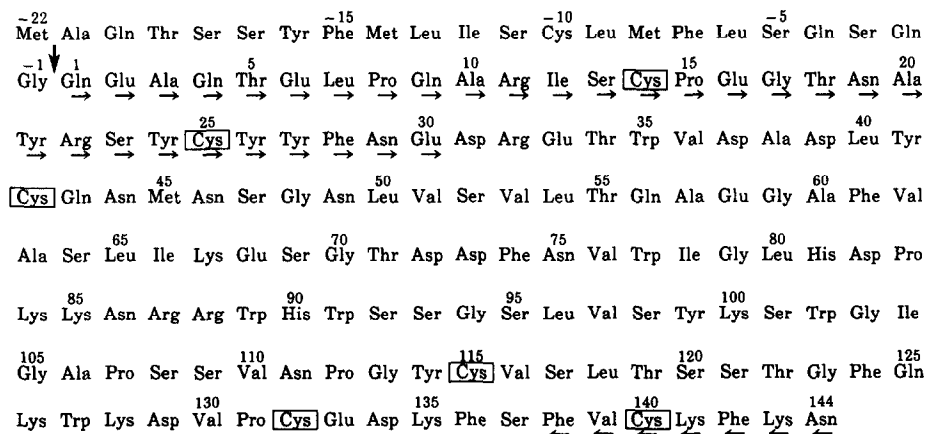 −22 −15 −10 −5
Met Ala Gln Thr Ser Ser Tyr Phe Met Leu Ile Ser Cys Leu Met Phe Leu Ser Gln Ser Gln
−1 1 5 10 15 20
Gly Gln Glu Ala Gln Thr Glu Leu Pro Gln Ala Arg Ile Ser Cys Pro Glu Gly Thr Asn Ala
25 30 35 40
Tyr Arg Ser Tyr Cys Tyr Tyr Phe Asn Glu Asp Arg Glu Thr Trp Val Asp Ala Asp Leu Tyr
45 50 55 60
Cys Gln Asn Met Asn Ser Gly Asn Leu Val Ser Val Leu Thr Gln Ala Glu Gly Ala Phe Val
65 70 75 80
Ala Ser Leu Ile Lys Glu Ser Gly Thr Asp Asp Phe Asn Val Trp Ile Gly Leu His Asp Pro
85 90 95 100
Lys Lys Asn Arg Arg Trp His Trp Ser Ser Gly Ser Leu Val Ser Tyr Lys Ser Trp Gly Ile
105 110 115 120 125
Gly Ala Pro Ser Ser Val Asn Pro Gly Tyr Cys Val Ser Leu Thr Ser Ser Thr Gly Phe Gln
130 135 140 144
Lys Trp Lys Asp Val Pro Cys Glu Asp Lys Phe Ser Phe Val Cys Lys Phe Lys Asn